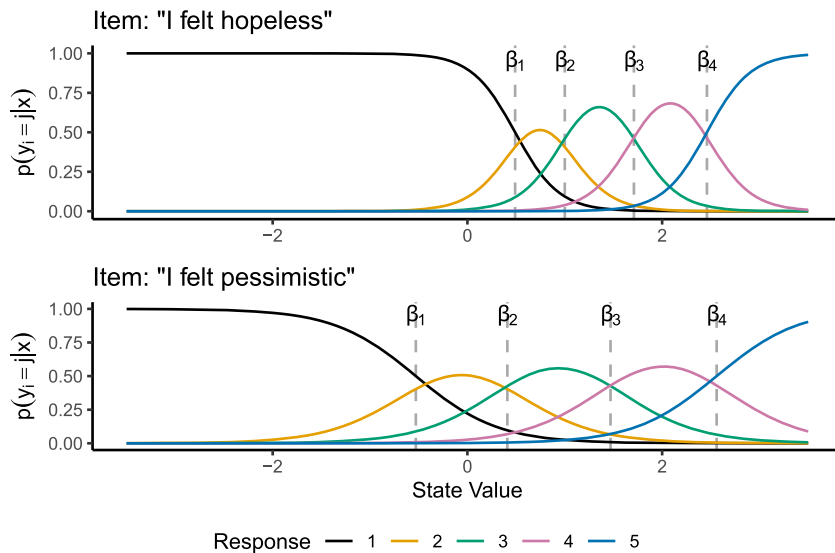 Item: "I felt hopeless"
p(yᵢ = j|x)
1.00
0.75
0.50
0.25
0.00
β₁ β₂ β₃ β₄
−2 0 2
Item: "I felt pessimistic"
p(yᵢ = j|x)
1.00
0.75
0.50
0.25
0.00
β₁ β₂ β₃ β₄
−2 0 2
State Value
Response 1 2 3 4 5